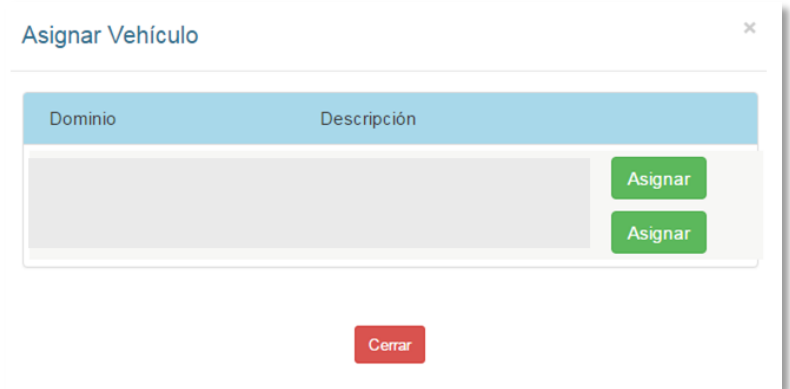 Asignar Vehículo ×
Dominio Descripción
Asignar
Asignar
Cerrar